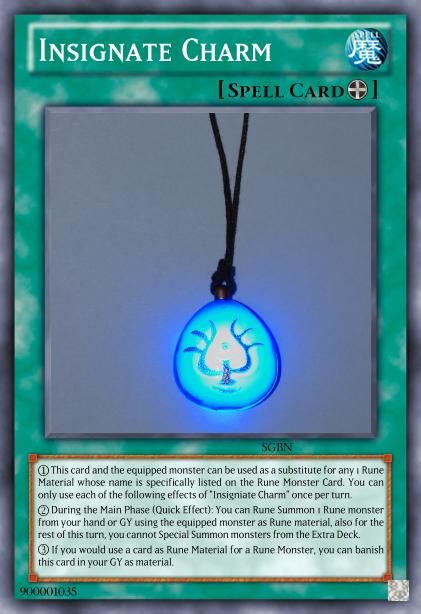 INSIGNATE CHARM
SPELL
魔
[SPELL CARD]
SGBN
① This card and the equipped monster can be used as a substitute for any 1 Rune
Material whose name is specifically listed on the Rune Monster Card. You can
only use each of the following effects of "Insigniate Charm" once per turn.
② During the Main Phase (Quick Effect): You can Rune Summon 1 Rune monster
from your hand or GY using the equipped monster as Rune material, also for the
rest of this turn, you cannot Special Summon monsters from the Extra Deck.
③ If you would use a card as Rune Material for a Rune Monster, you can banish
this card in your GY as material.
900001035